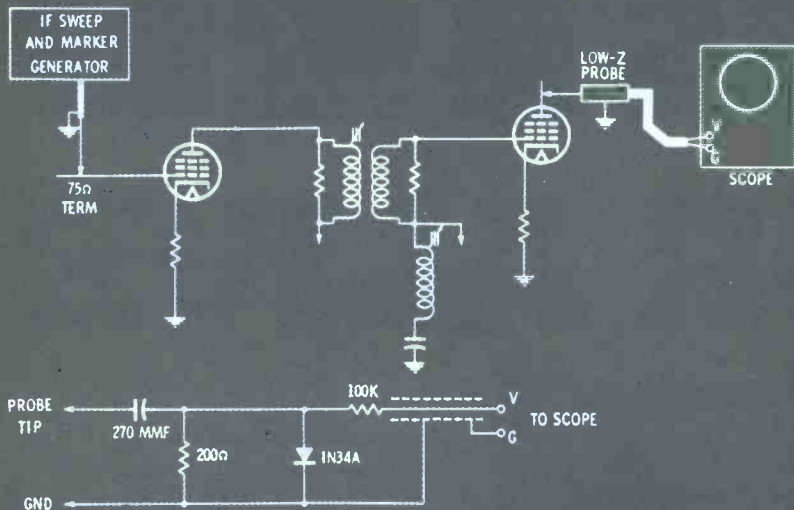 IF SWEEP
AND MARKER
GENERATOR
75Ω
TERM
LOW-Z
PROBE
V
G
SCOPE
PROBE
TIP
270 MMF
200Ω
1N34A
100K
V
G
TO SCOPE
GND